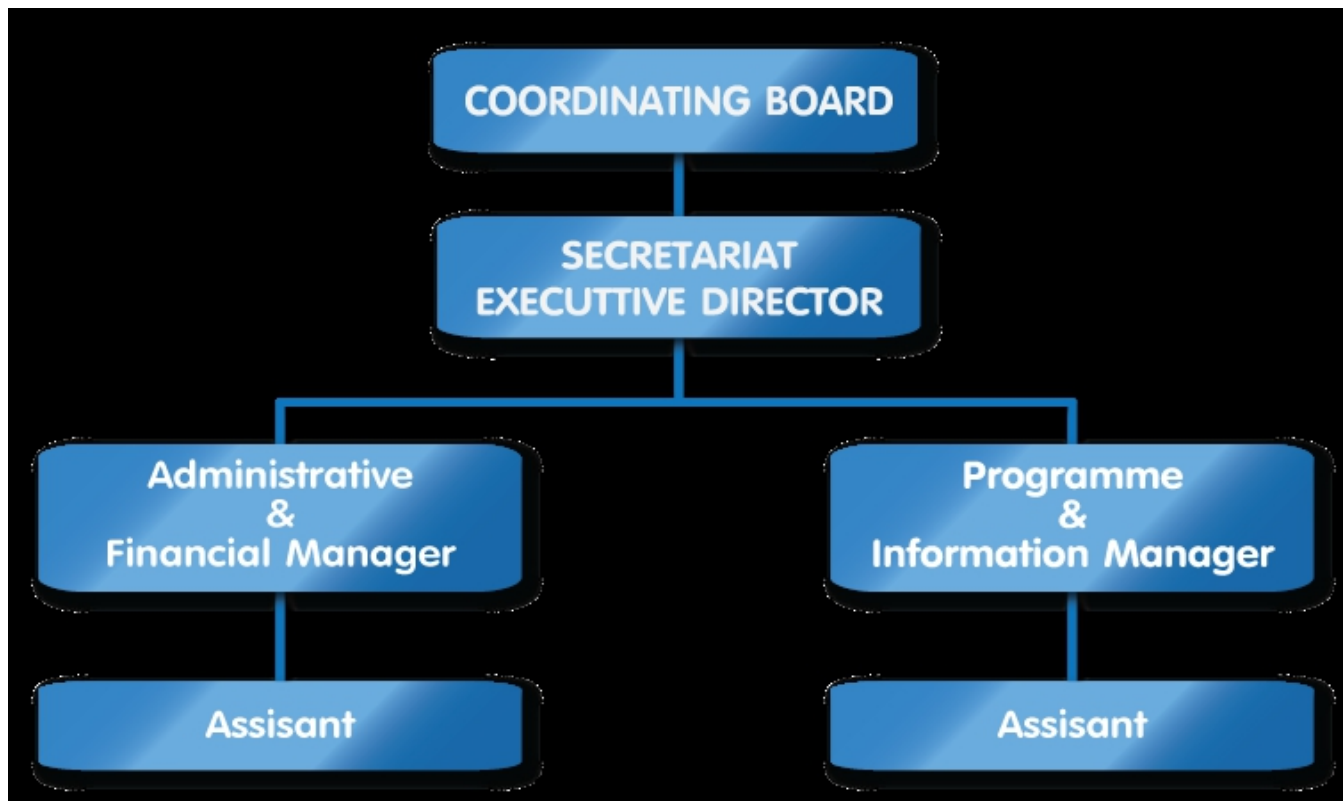 COORDINATING BOARD
SECRETARIAT
EXECUTTIVE DIRECTOR
Administrative
&
Financial Manager
Programme
&
Information Manager
Assisant
Assisant